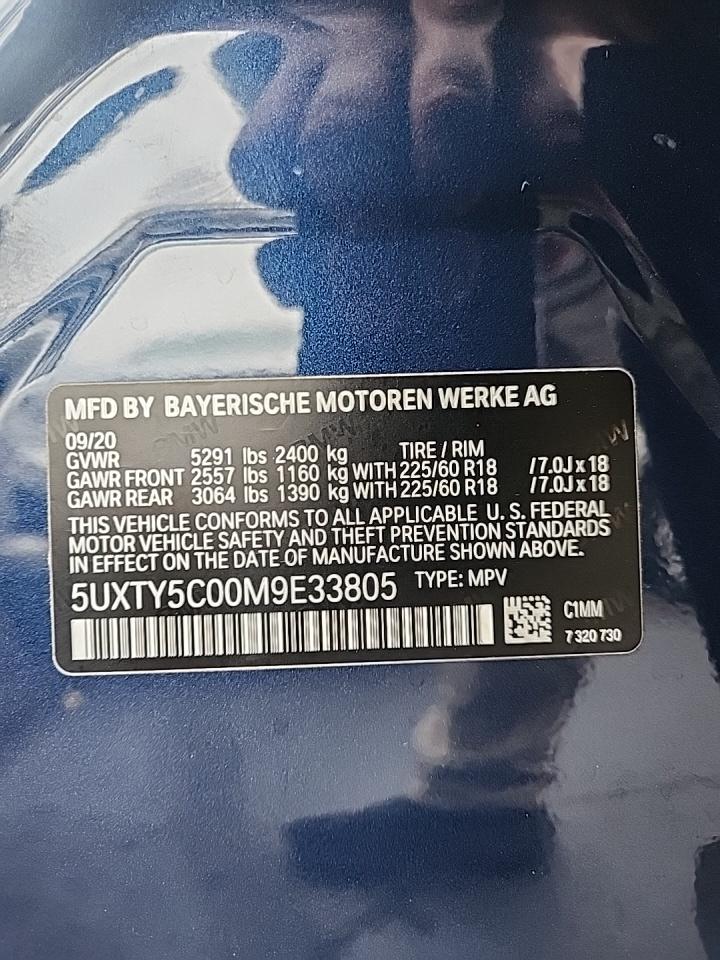 MFD BY BAYERISCHE MOTOREN WERKE AG
09/20
GVWR 5291 lbs 2400 kg TIRE / RIM
GAWR FRONT 2557 lbs 1160 kg WITH 225/60 R18 / 7.0J x 18
GAWR REAR 3064 lbs 1390 kg WITH 225/60 R18 / 7.0J x 18
THIS VEHICLE CONFORMS TO ALL APPLICABLE U. S. FEDERAL
MOTOR VEHICLE SAFETY AND THEFT PREVENTION STANDARDS
IN EFFECT ON THE DATE OF MANUFACTURE SHOWN ABOVE.
5UXTY5C00M9E33805 TYPE: MPV
C1MM
7 320 730